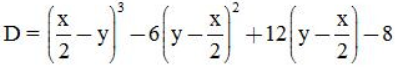 D = (x/2 − y)³ − 6(y − x/2)² + 12(y − x/2) − 8